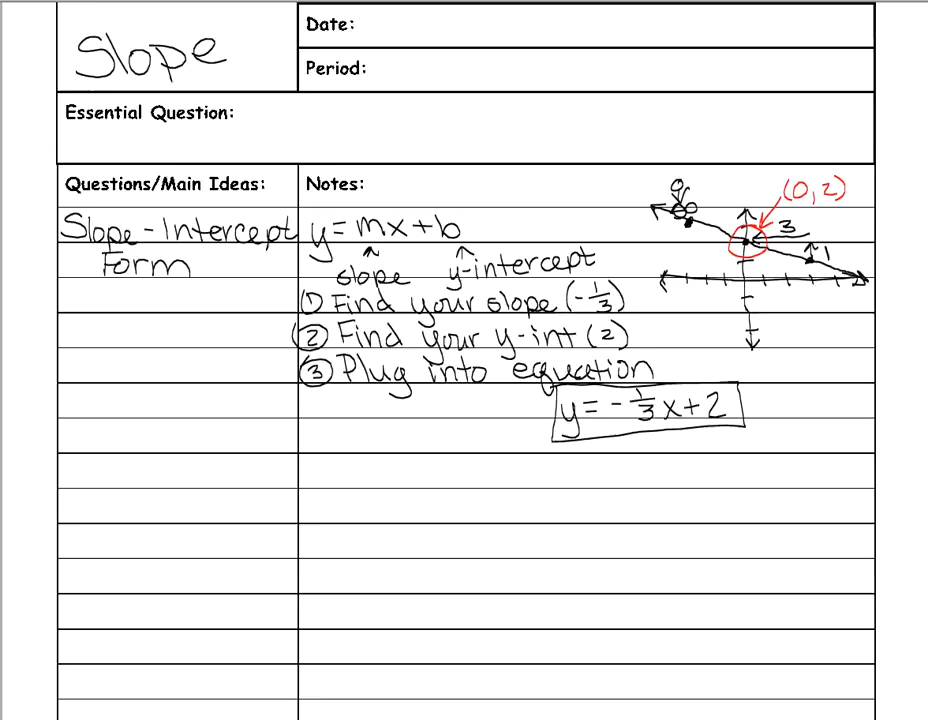 Slope
Date:
Period:
Essential Question:
Questions/Main Ideas:
Notes:
(0,2)
3
1
Slope-Intercept
Form
y = mx+b
slope y-intercept
① Find your slope (-1/3)
② Find your y-int (2)
③ Plug into equation
y = -1/3x+2